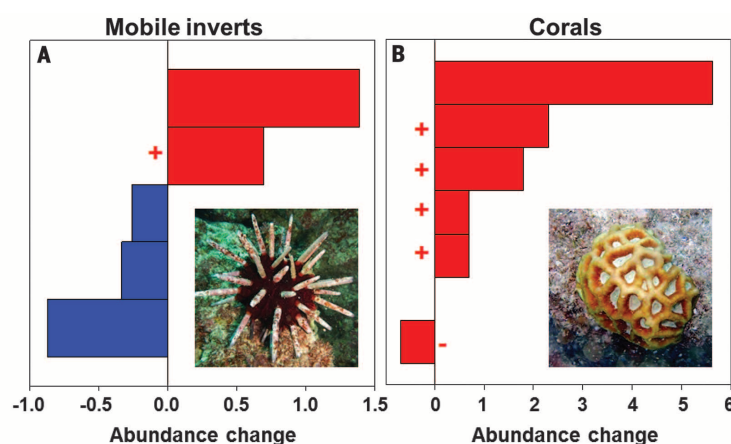 Mobile inverts
Corals
A
B
+
+
+
+
+
-
-1.0 -0.5 0.0 0.5 1.0 1.5
0 1 2 3 4 5 6
Abundance change
Abundance change